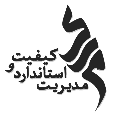 کیفیت
استاندارد و
مدیریت